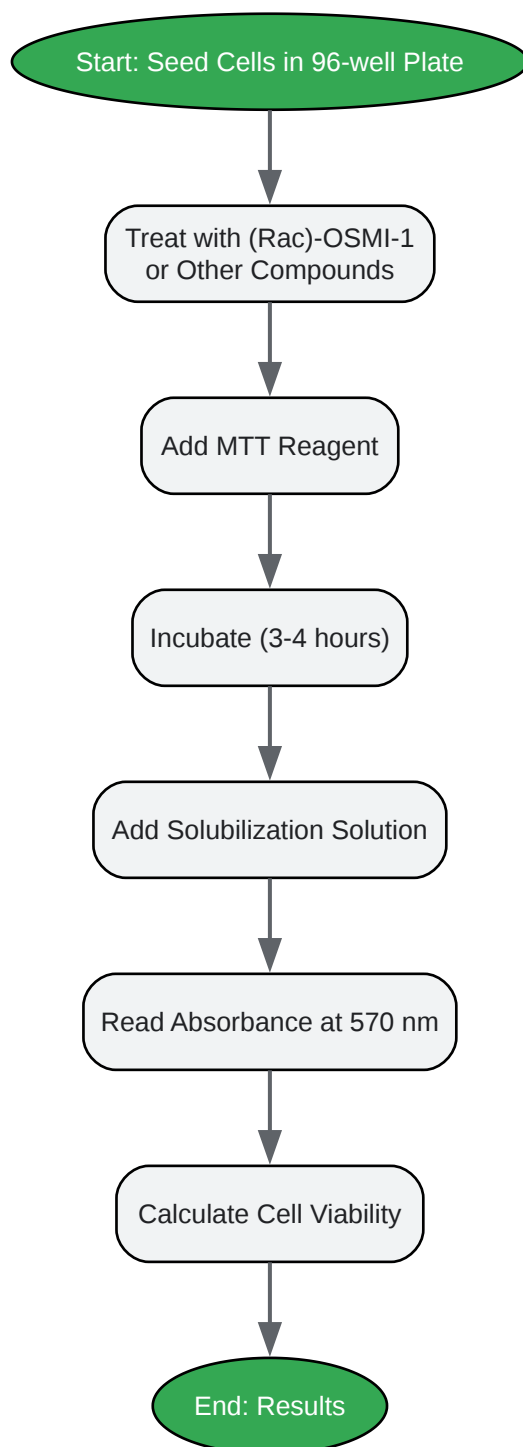 Start: Seed Cells in 96-well Plate
Treat with (Rac)-OSMI-1
or Other Compounds
Add MTT Reagent
Incubate (3-4 hours)
Add Solubilization Solution
Read Absorbance at 570 nm
Calculate Cell Viability
End: Results